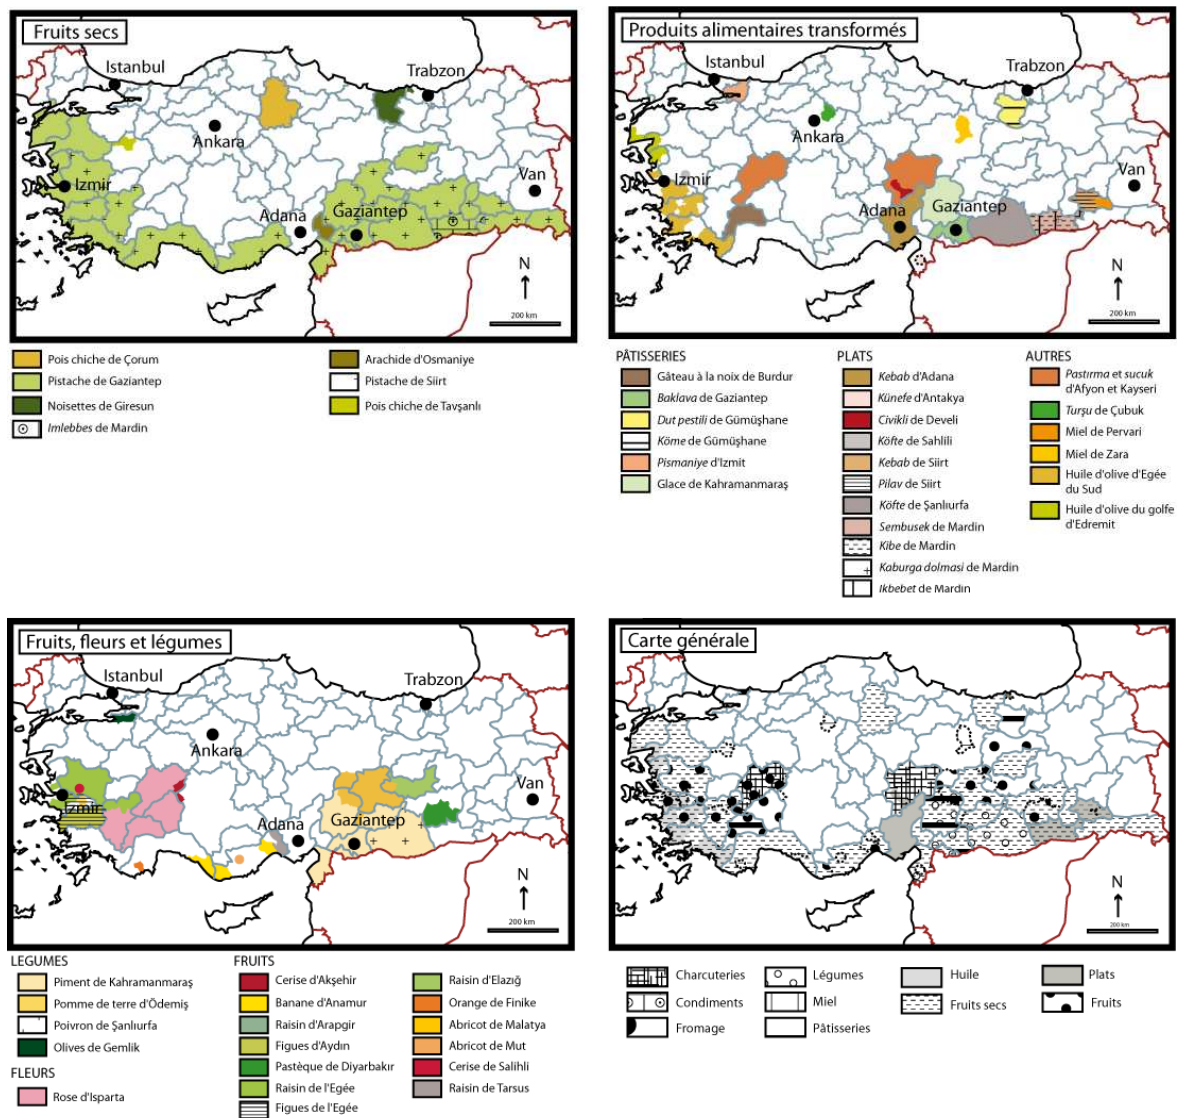 Fruits secs
Istanbul
Trabzon
Ankara
Izmir
Van
Adana
Gaziantep
N
200 km
Pois chiche de Çorum
Pistache de Gaziantep
Noisettes de Giresun
Imlebbes de Mardin
Arachide d'Osmaniye
Pistache de Siirt
Pois chiche de Tavşanlı
Produits alimentaires transformés
Istanbul
Trabzon
Ankara
Izmir
Van
Adana
Gaziantep
N
200 km
PÂTISSERIES
Gâteau à la noix de Burdur
Baklava de Gaziantep
Dut pestili de Gümüşhane
Köme de Gümüşhane
Pismaniye d'Izmit
Glace de Kahramanmaraş
PLATS
Kebab d'Adana
Künefe d'Antakya
Civikli de Develi
Köfte de Sahlili
Kebab de Siirt
Pilav de Siirt
Köfte de Şanlıurfa
Sembusek de Mardin
Kibe de Mardin
Kaburga dolmasi de Mardin
Ikbebet de Mardin
AUTRES
Pastırma et sucuk
d'Afyon et Kayseri
Turşu de Çubuk
Miel de Pervari
Miel de Zara
Huile d'olive d'Egée
du Sud
Huile d'olive du golfe
d'Edremit
Fruits, fleurs et légumes
Istanbul
Trabzon
Ankara
Izmir
Van
Adana
Gaziantep
N
200 km
LEGUMES
Piment de Kahramanmaraş
Pomme de terre d'Ödemiş
Poivron de Şanlıurfa
Olives de Gemlik
FLEURS
Rose d'Isparta
FRUITS
Cerise d'Akşehir
Banane d'Anamur
Raisin d'Arapgir
Figues d'Aydın
Pastèque de Diyarbakır
Raisin de l'Egée
Figues de l'Egée
Raisin d'Elazığ
Orange de Finike
Abricot de Malatya
Abricot de Mut
Cerise de Salihli
Raisin de Tarsus
Carte générale
N
200 km
Charcuteries
Condiments
Fromage
Légumes
Miel
Pâtisseries
Huile
Fruits secs
Plats
Fruits